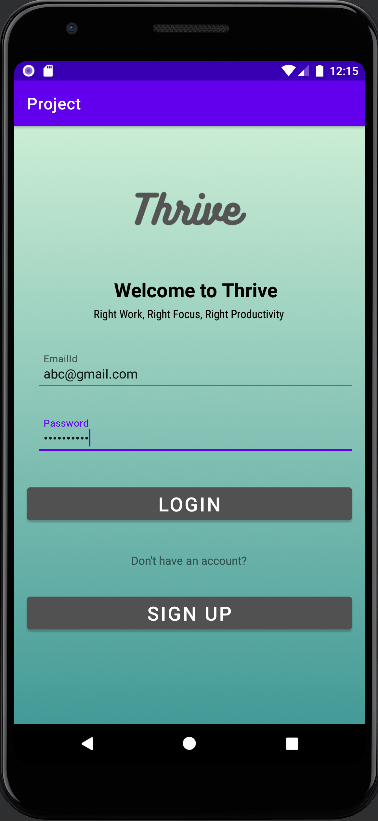 12:15
Project
Thrive
Welcome to Thrive
Right Work, Right Focus, Right Productivity
EmailId
abc@gmail.com
Password
••••••••••
LOGIN
Don't have an account?
SIGN UP